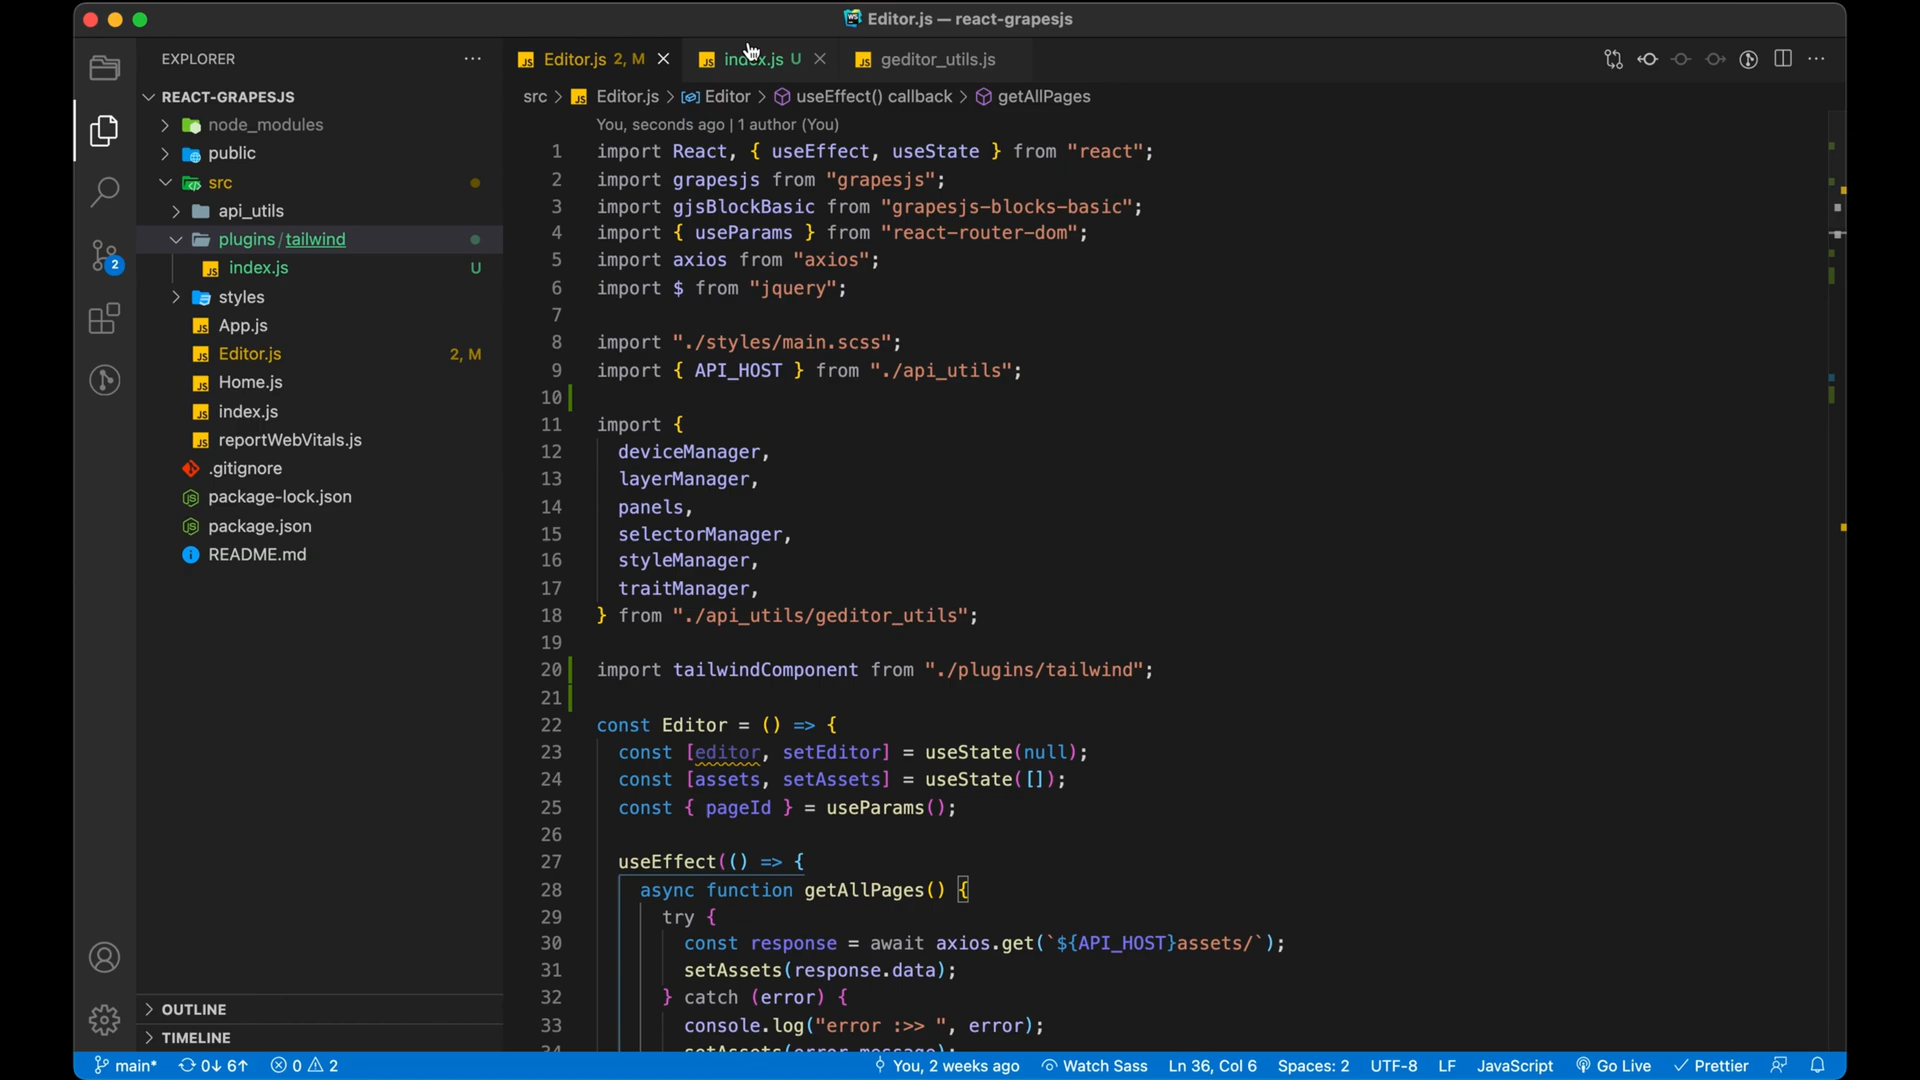 Editor.js — react-grapesjs
EXPLORER
REACT-GRAPESJS
node_modules
public
src
api_utils
plugins / tailwind
index.js U
styles
App.js
Editor.js 2, M
Home.js
index.js
reportWebVitals.js
.gitignore
package-lock.json
package.json
README.md
OUTLINE
TIMELINE
2
Editor.js 2, M
index.js U
geditor_utils.js
src > Editor.js > Editor > useEffect() callback > getAllPages
You, seconds ago | 1 author (You)
1 import React, { useEffect, useState } from "react";
2 import grapesjs from "grapesjs";
3 import gjsBlockBasic from "grapesjs-blocks-basic";
4 import { useParams } from "react-router-dom";
5 import axios from "axios";
6 import $ from "jquery";
7
8 import "./styles/main.scss";
9 import { API_HOST } from "./api_utils";
10
11 import {
12 deviceManager,
13 layerManager,
14 panels,
15 selectorManager,
16 styleManager,
17 traitManager,
18 } from "./api_utils/geditor_utils";
19
20 import tailwindComponent from "./plugins/tailwind";
21
22 const Editor = () => {
23 const [editor, setEditor] = useState(null);
24 const [assets, setAssets] = useState([]);
25 const { pageId } = useParams();
26
27 useEffect(() => {
28 async function getAllPages() {
29 try {
30 const response = await axios.get(`${API_HOST}assets/`);
31 setAssets(response.data);
32 } catch (error) {
33 console.log("error :>> ", error);
34 setAssets(error.message);
main* 0↓ 6↑ 0 2 You, 2 weeks ago Watch Sass Ln 36, Col 6 Spaces: 2 UTF-8 LF JavaScript Go Live Prettier